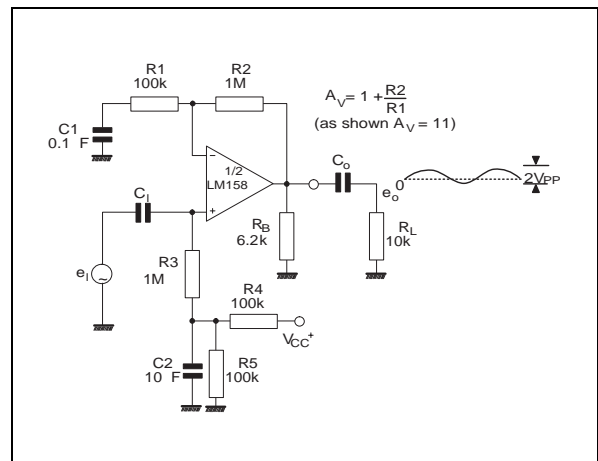 R1
100k
R2
1M
A V = 1 + R2
R1
(as shown A V = 11)
C1
0.1 F
1/2
LM158
C o
e o
0
2V PP
C I
R B
6.2k
R L
10k
e I
~
R3
1M
R4
100k
V CC +
C2
10 F
R5
100k